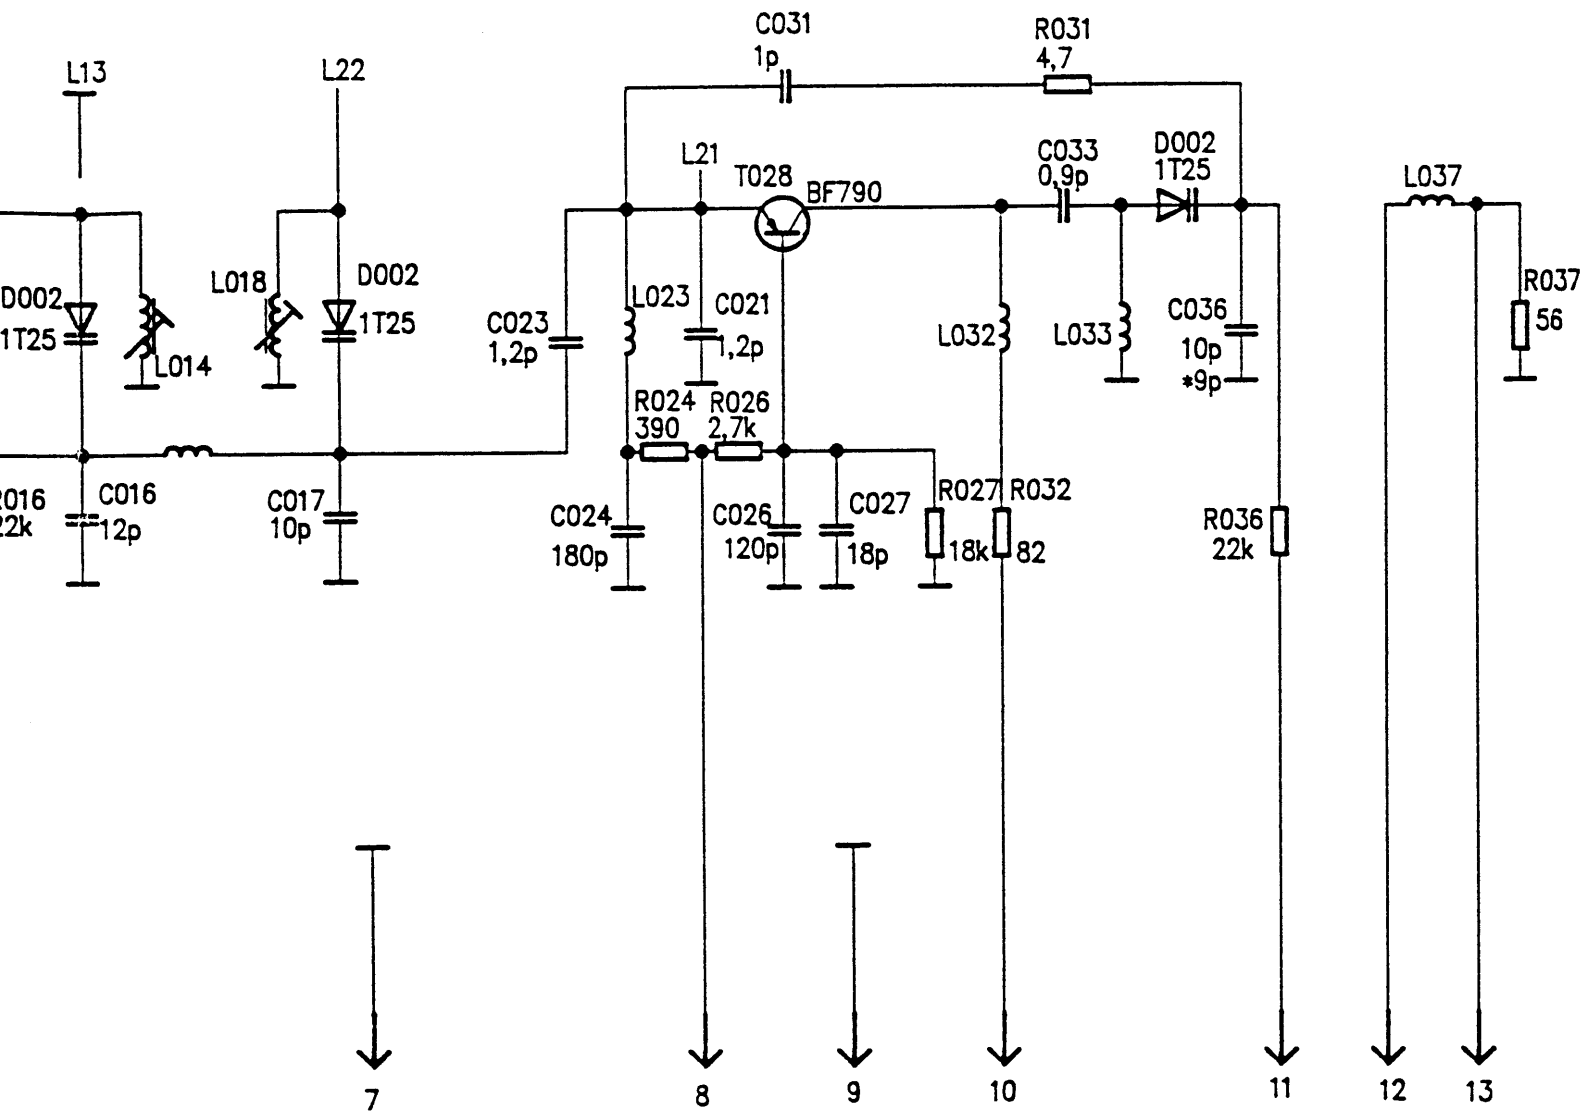 C031
1p
R031
4,7
L13
L22
L21
T028
BF790
C033
0,9p
D002
1T25
L037
D002
1T25
L014
L018
D002
1T25
C023
1,2p
L023
C021
1,2p
L032
L033
C036
10p
*9p
R037
56
R024
390
R026
2,7k
R016
22k
C016
12p
C017
10p
C024
180p
C026
120p
C027
18p
R027
18k
R032
82
R036
22k
7
8
9
10
11
12
13